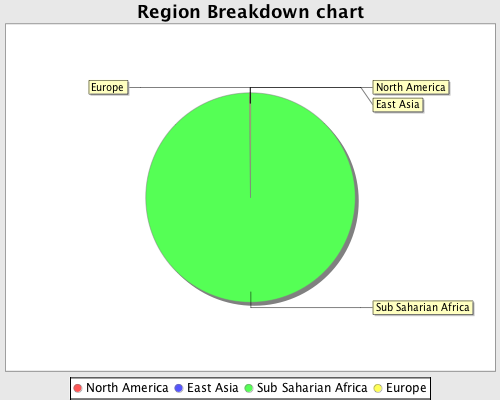 Region Breakdown chart
Europe
North America
East Asia
Sub Saharian Africa
North America East Asia Sub Saharian Africa Europe